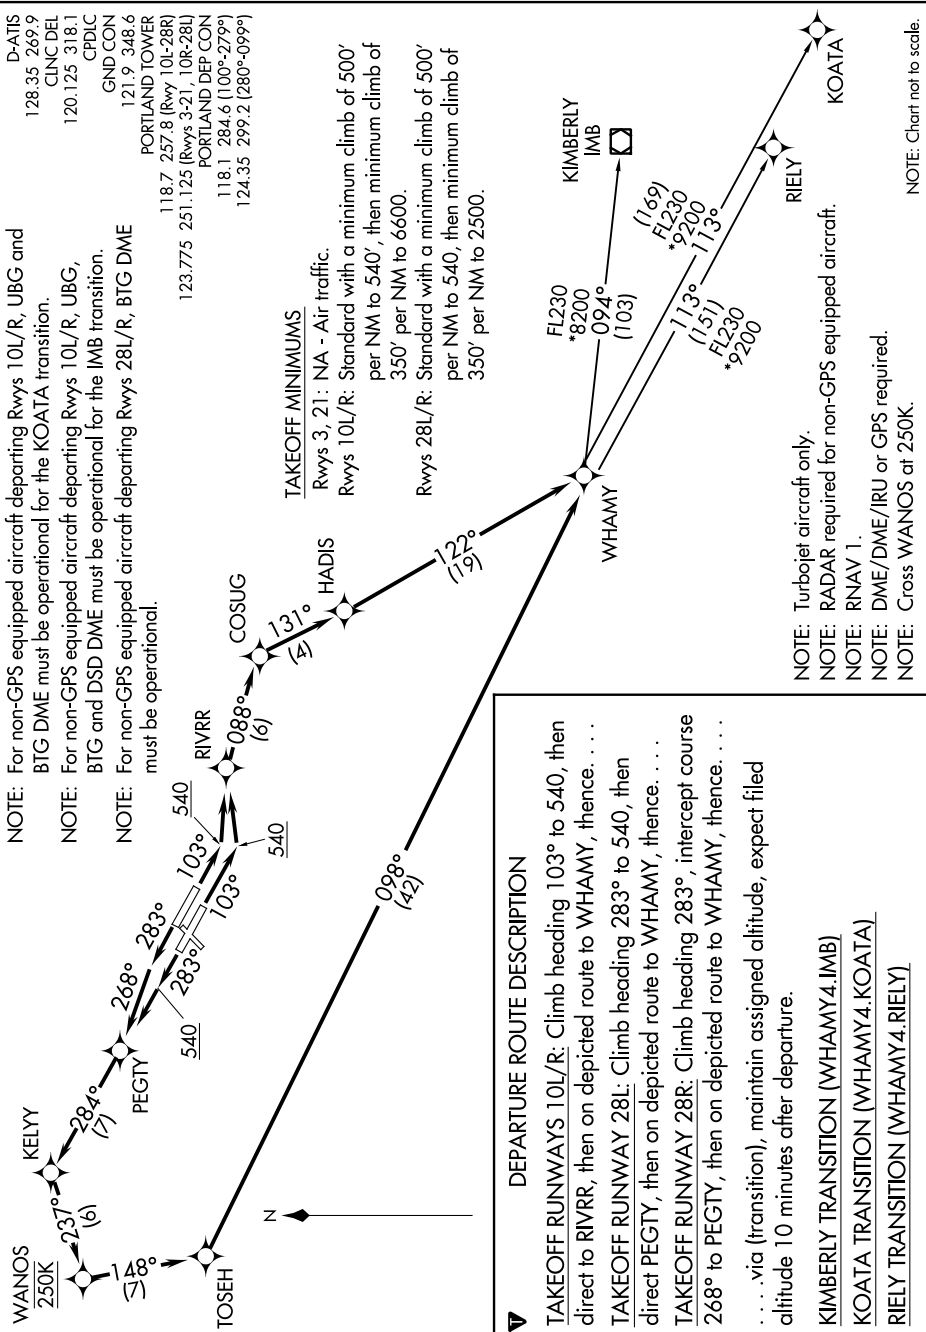 NOTE: For non-GPS equipped aircraft departing Rwys 10L/R, UBG and
BTG DME must be operational for the KOATA transition.
NOTE: For non-GPS equipped aircraft departing Rwys 10L/R, UBG,
BTG and DSD DME must be operational for the IMB transition.
NOTE: For non-GPS equipped aircraft departing Rwys 28L/R, BTG DME
must be operational.
D-ATIS
128.35 269.9
CLNC DEL
120.125 318.1
CPDLC
GND CON
121.9 348.6
PORTLAND TOWER
118.7 257.8 (Rwy 10L-28R)
123.775 251.125 (Rwys 3-21, 10R-28L)
PORTLAND DEP CON
118.1 284.6 (100°-279°)
124.35 299.2 (280°-099°)
TAKEOFF MINIMUMS
Rwys 3, 21: NA - Air traffic.
Rwys 10L/R: Standard with a minimum climb of 500'
per NM to 540', then minimum climb of
350' per NM to 6600.
Rwys 28L/R: Standard with a minimum climb of 500'
per NM to 540, then minimum climb of
350' per NM to 2500.
WANOS
250K
KELYY
237°
(6)
284°
(7)
PEGTY
148°
(7)
TOSEH
N
268°
283°
283°
540
103°
103°
540
540
RIVRR
088°
(6)
COSUG
131°
(4)
HADIS
122°
(19)
098°
(42)
WHAMY
FL230
*8200
094°
(103)
KIMBERLY
IMB
(169)
FL230
*9200
113°
KOATA
113°
(151)
FL230
*9200
RIELY
DEPARTURE ROUTE DESCRIPTION
T
TAKEOFF RUNWAYS 10L/R: Climb heading 103° to 540, then
direct to RIVRR, then on depicted route to WHAMY, thence. . . .
TAKEOFF RUNWAY 28L: Climb heading 283° to 540, then
direct PEGTY, then on depicted route to WHAMY, thence. . . .
TAKEOFF RUNWAY 28R: Climb heading 283°, intercept course
268° to PEGTY, then on depicted route to WHAMY, thence. . . .
. . . .via (transition), maintain assigned altitude, expect filed
altitude 10 minutes after departure.
KIMBERLY TRANSITION (WHAMY4.IMB)
KOATA TRANSITION (WHAMY4.KOATA)
RIELY TRANSITION (WHAMY4.RIELY)
NOTE: Turbojet aircraft only.
NOTE: RADAR required for non-GPS equipped aircraft.
NOTE: RNAV 1.
NOTE: DME/DME/IRU or GPS required.
NOTE: Cross WANOS at 250K.
NOTE: Chart not to scale.